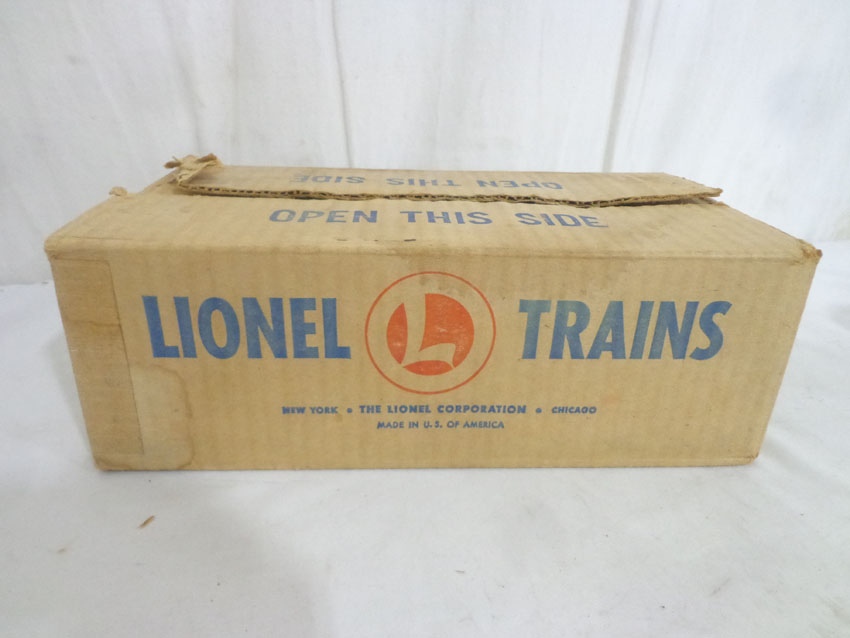 OPEN THIS SIDE
OPEN THIS SIDE
LIONEL L TRAINS
NEW YORK • THE LIONEL CORPORATION • CHICAGO
MADE IN U.S. OF AMERICA